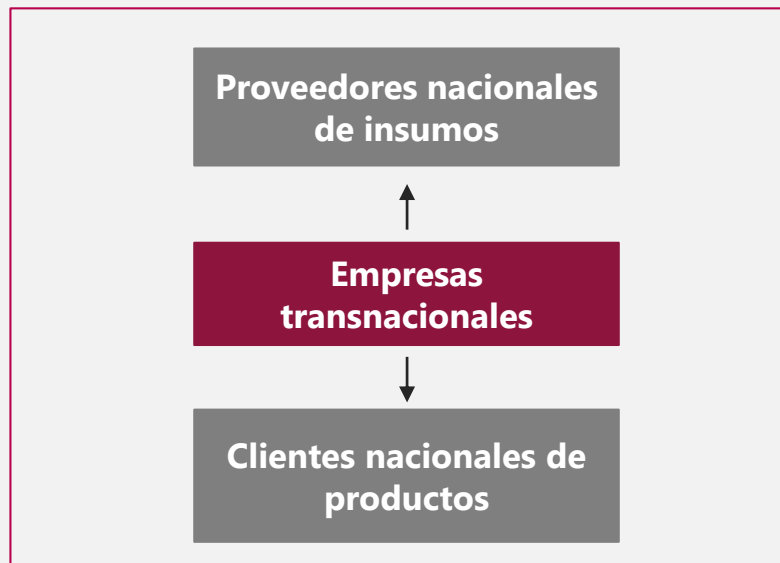 Proveedores nacionales
de insumos
Empresas
transnacionales
Clientes nacionales de
productos